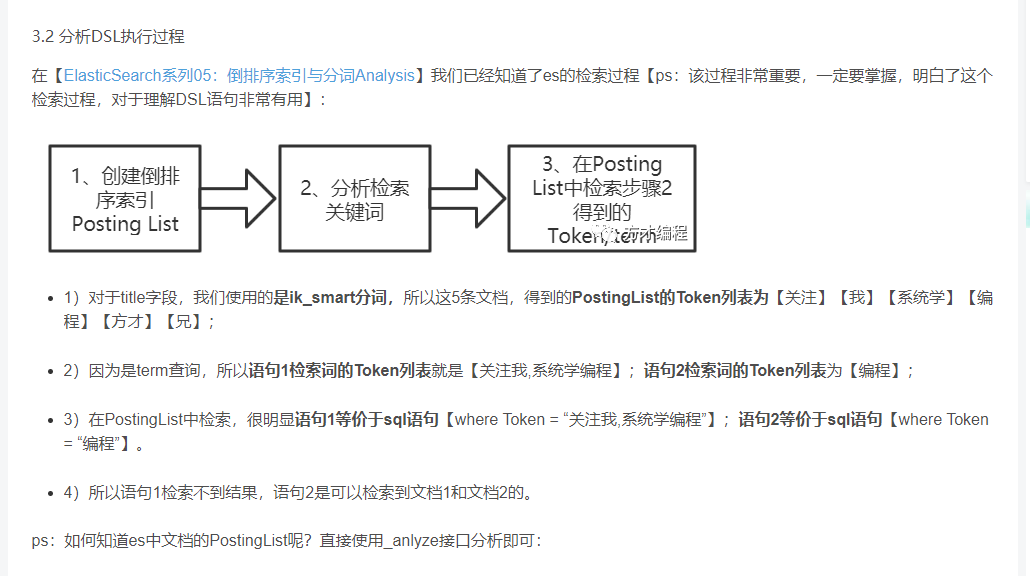 3.2 分析DSL执行过程
在【ElasticSearch系列05：倒排序索引与分词Analysis】我们已经知道了es的检索过程【ps：该过程非常重要，一定要掌握，明白了这个
检索过程，对于理解DSL语句非常有用】：
1、创建倒排
序索引
Posting List
2、分析检索
关键词
3、在Posting
List中检索步骤2
得到的
Token/term
方才编程
1）对于title字段，我们使用的是ik_smart分词，所以这5条文档，得到的PostingList的Token列表为【关注】【我】【系统学】【编
程】【方才】【兄】；
2）因为是term查询，所以语句1检索词的Token列表就是【关注我,系统学编程】；语句2检索词的Token列表为【编程】；
3）在PostingList中检索，很明显语句1等价于sql语句【where Token = “关注我,系统学编程”】；语句2等价于sql语句【where Token
= “编程”】。
4）所以语句1检索不到结果，语句2是可以检索到文档1和文档2的。
ps：如何知道es中文档的PostingList呢？直接使用_anlyze接口分析即可：